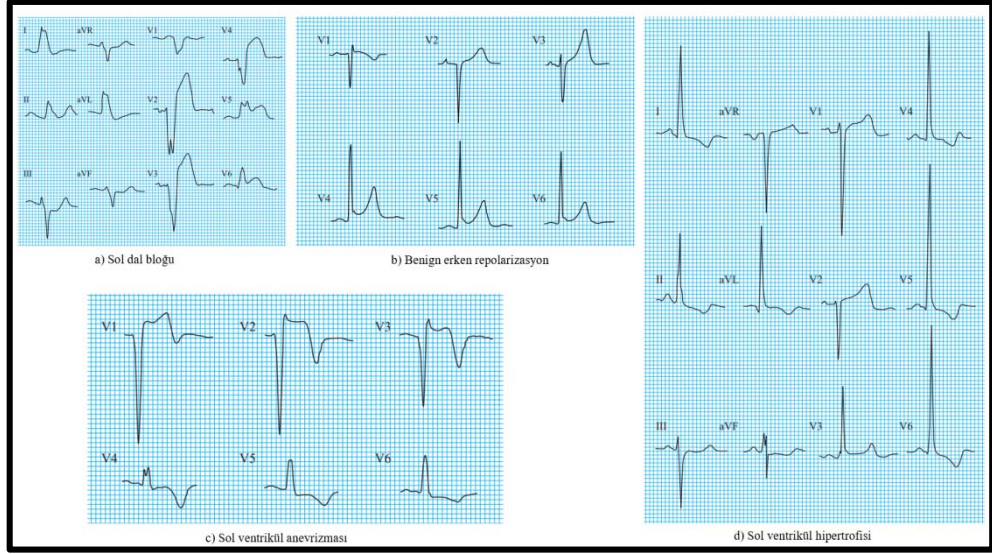 I aVR V1 V4
II aVL V2 V5
III aVF V3 V6
a) Sol dal bloğu
V1 V2 V3
V4 V5 V6
b) Benign erken repolarizasyon
V1 V2 V3
V4 V5 V6
c) Sol ventrikül anevrizması
I aVR V1 V4
II aVL V2 V5
III aVF V3 V6
d) Sol ventrikül hipertrofisi